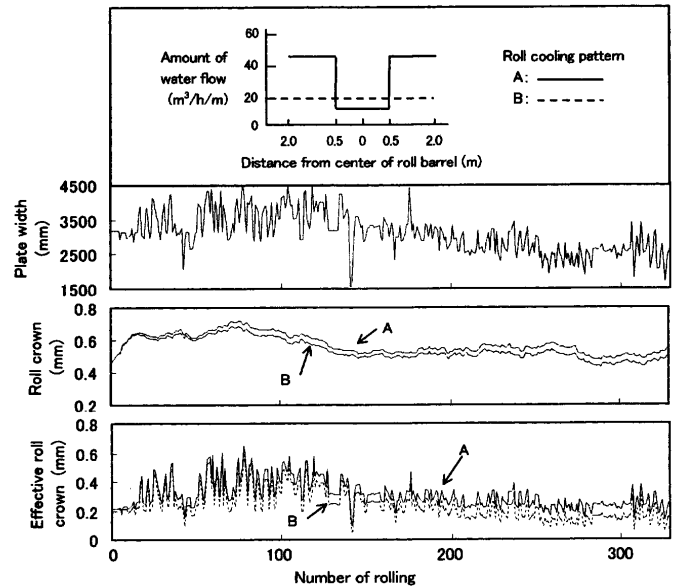 60
40
20
0
Amount of
water flow
(m³/h/m)
2.0 0.5 0 0.5 2.0
Distance from center of roll barrel (m)
Roll cooling pattern
A:
B:
Plate width
(mm)
4500
3500
2500
1500
Roll crown
(mm)
0.8
0.6
0.4
0.2
A
B
Effective roll
crown (mm)
0.8
0.6
0.4
0.2
0
A
B
0 100 200 300
Number of rolling